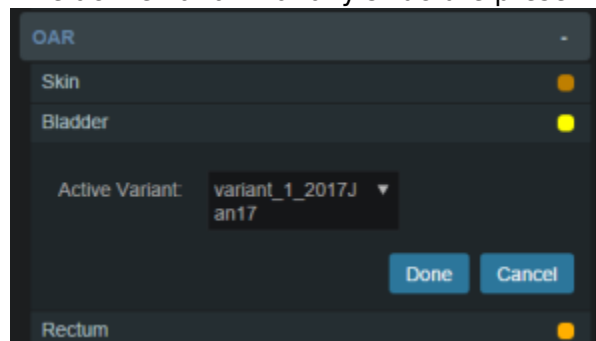 OAR -
Skin
Bladder
Active Variant: variant_1_2017J ▼
an17
Done Cancel
Rectum